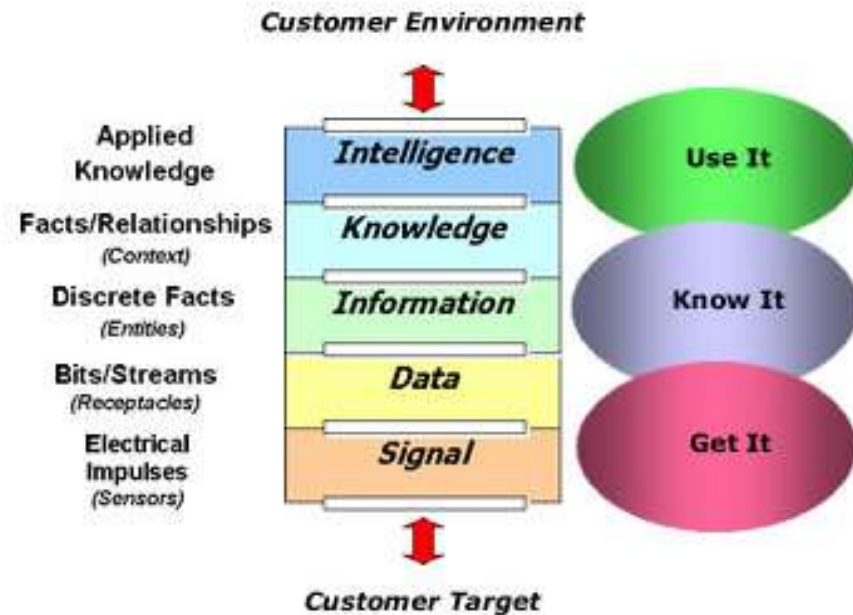 Customer Environment
Applied
Knowledge
Intelligence
Use It
Facts/Relationships
(Context)
Knowledge
Discrete Facts
(Entities)
Information
Know It
Bits/Streams
(Receptacles)
Data
Electrical
Impulses
(Sensors)
Signal
Get It
Customer Target